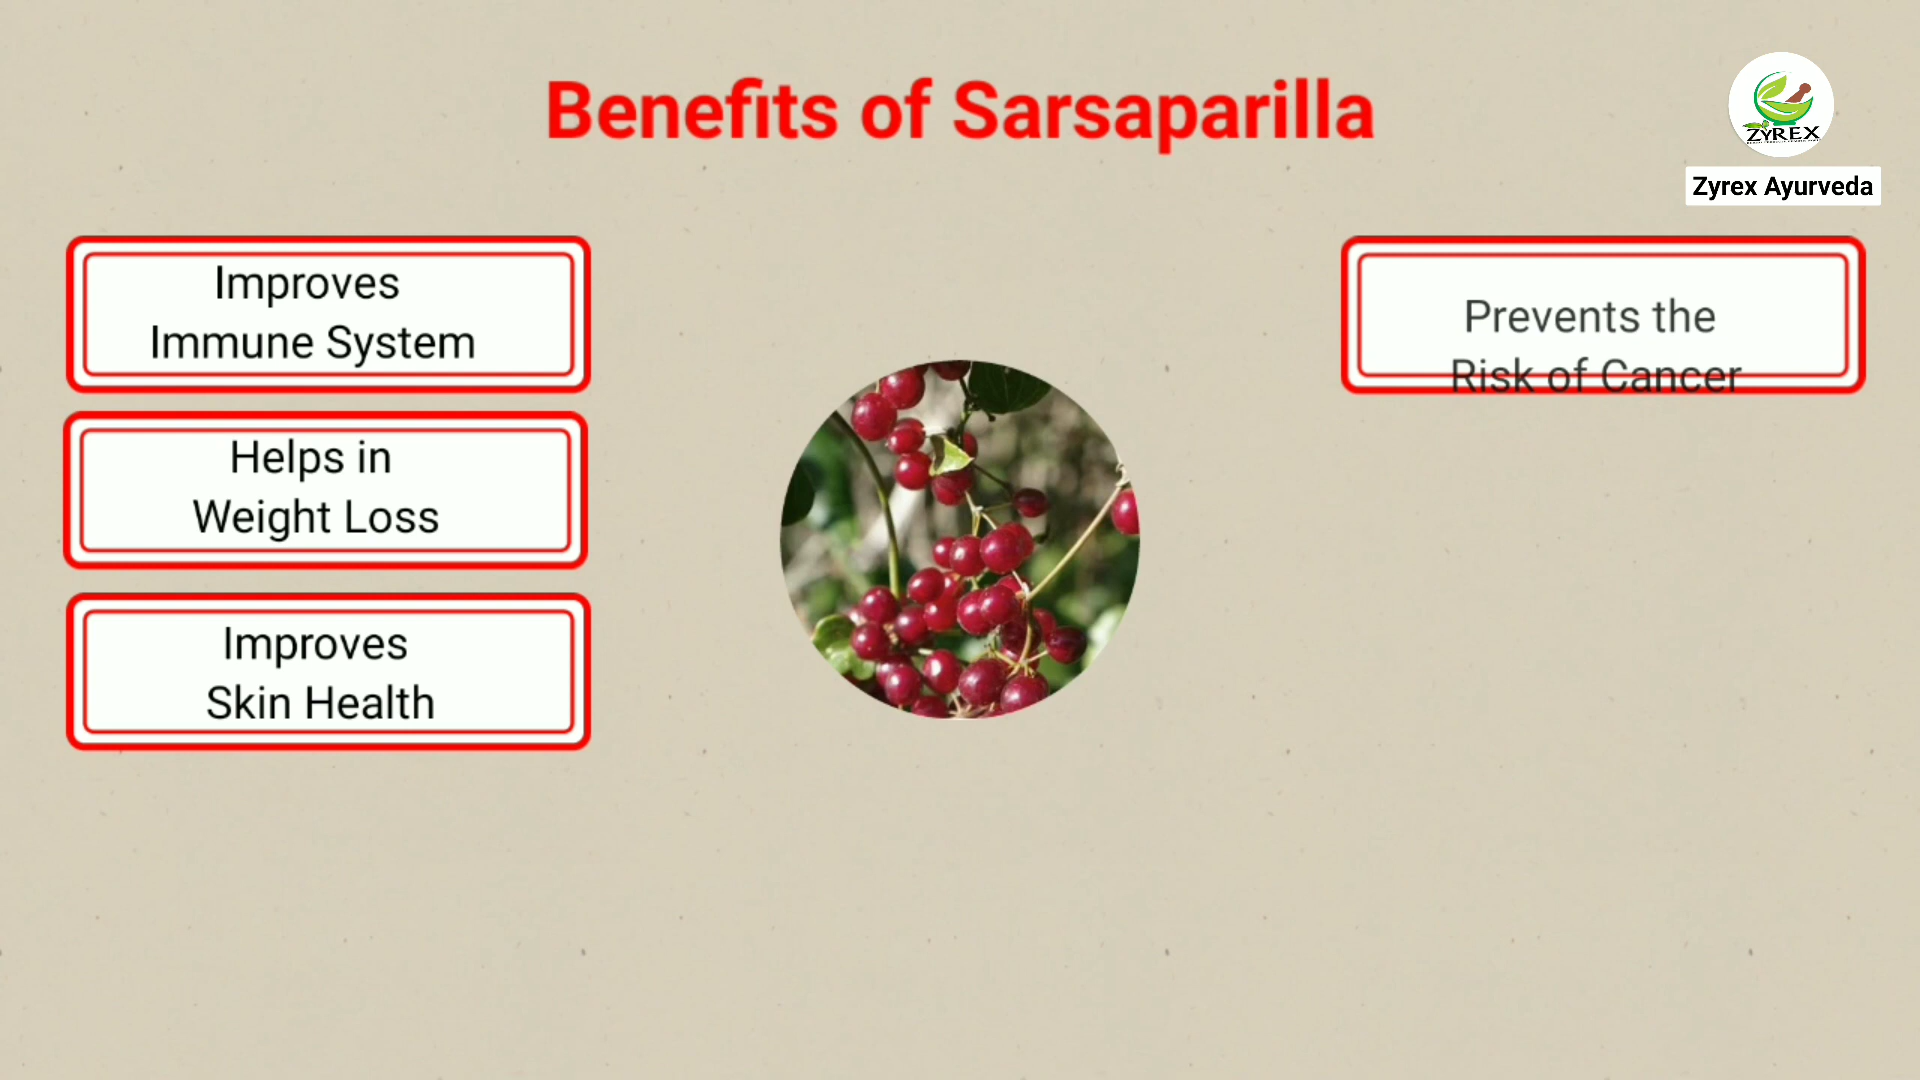 Benefits of Sarsaparilla
ZYREX
Zyrex Ayurveda
Improves
Immune System
Helps in
Weight Loss
Improves
Skin Health
Prevents the
Risk of Cancer